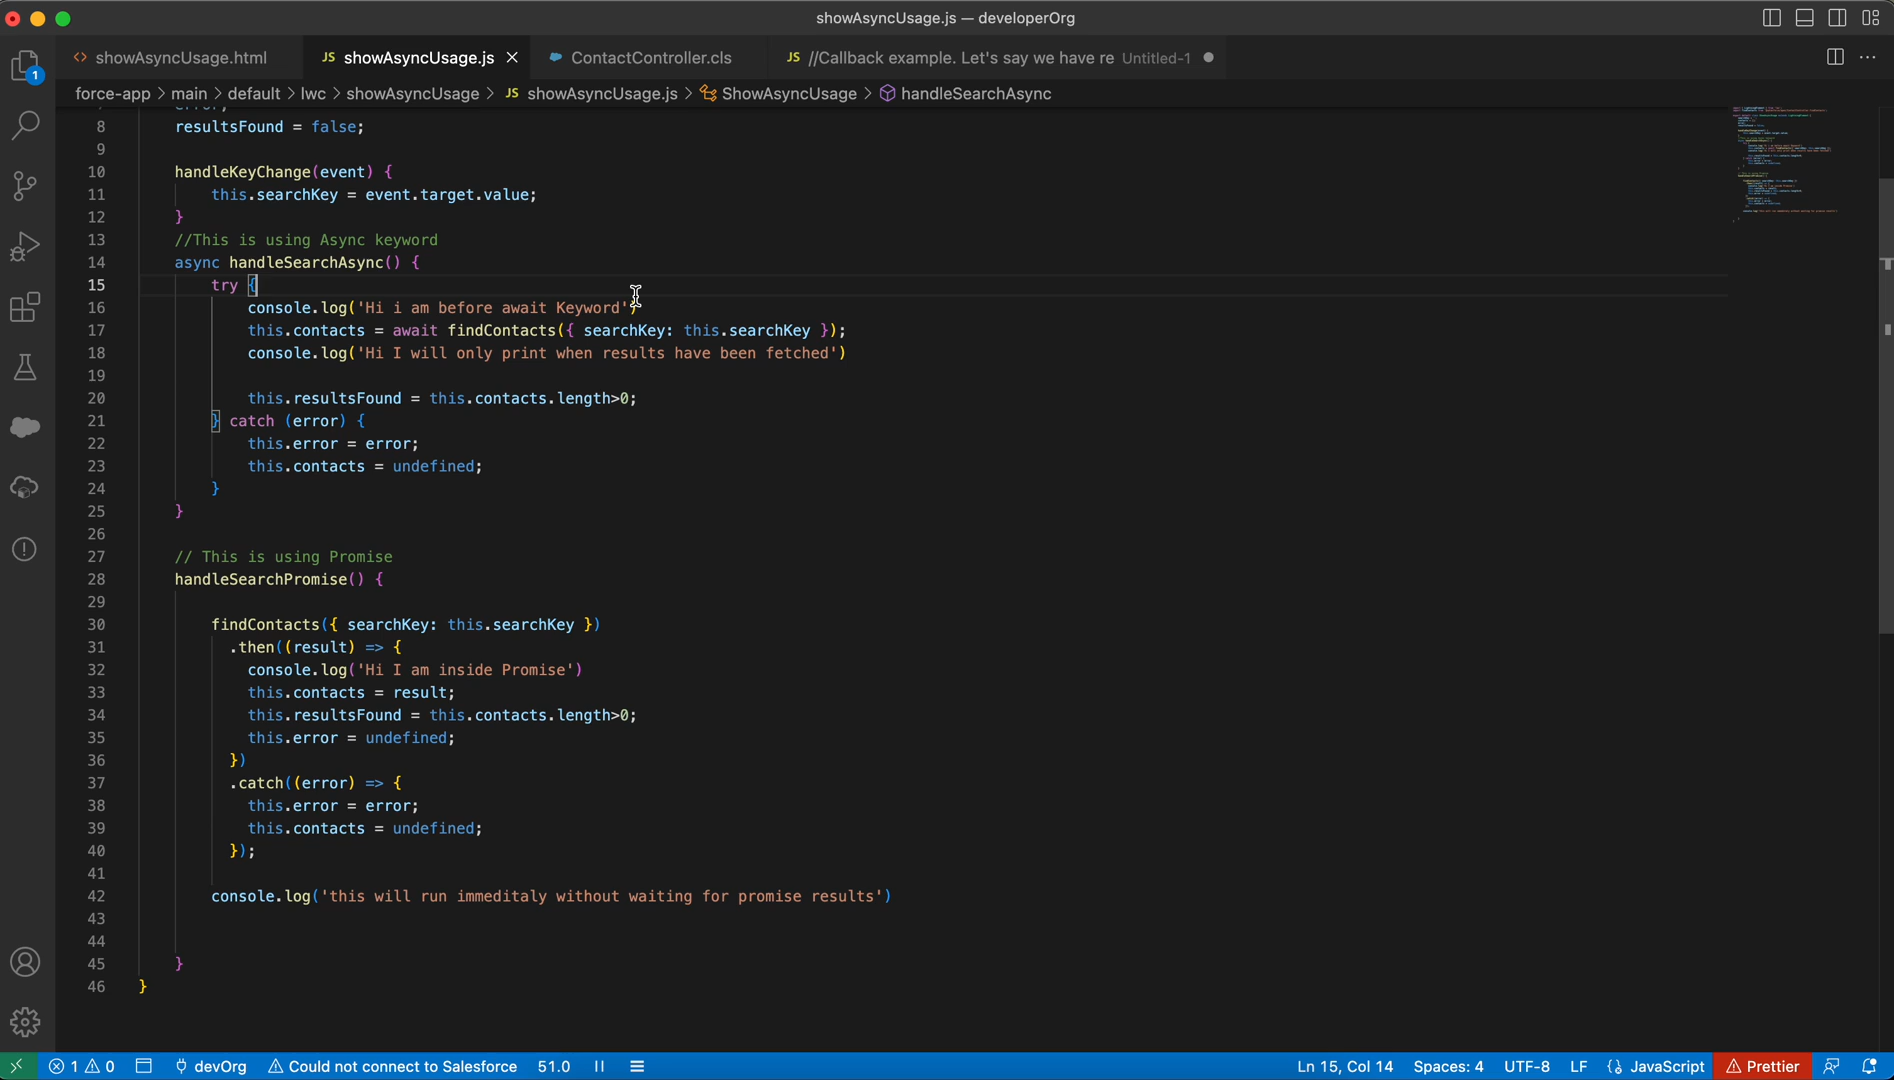 showAsyncUsage.js — developerOrg
showAsyncUsage.html
JS showAsyncUsage.js
ContactController.cls
JS //Callback example. Let's say we have re Untitled-1
1
force-app > main > default > lwc > showAsyncUsage > JS showAsyncUsage.js > ShowAsyncUsage > handleSearchAsync
8 resultsFound = false;
9
10 handleKeyChange(event) {
11 this.searchKey = event.target.value;
12 }
13 //This is using Async keyword
14 async handleSearchAsync() {
15 try {
16 console.log('Hi i am before await Keyword')
17 this.contacts = await findContacts({ searchKey: this.searchKey });
18 console.log('Hi I will only print when results have been fetched')
19
20 this.resultsFound = this.contacts.length>0;
21 } catch (error) {
22 this.error = error;
23 this.contacts = undefined;
24 }
25 }
26
27 // This is using Promise
28 handleSearchPromise() {
29
30 findContacts({ searchKey: this.searchKey })
31 .then((result) => {
32 console.log('Hi I am inside Promise')
33 this.contacts = result;
34 this.resultsFound = this.contacts.length>0;
35 this.error = undefined;
36 })
37 .catch((error) => {
38 this.error = error;
39 this.contacts = undefined;
40 });
41
42 console.log('this will run immeditaly without waiting for promise results')
43
44
45 }
46 }
1 0 devOrg Could not connect to Salesforce 51.0 Ln 15, Col 14 Spaces: 4 UTF-8 LF JavaScript Prettier